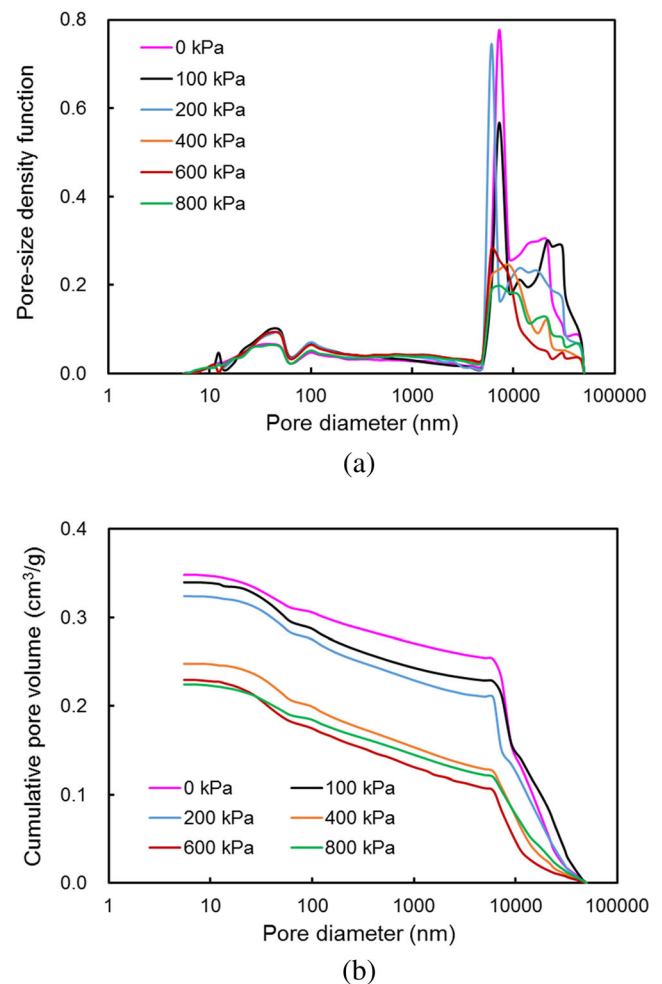 0.8
0 kPa
100 kPa
0.6
200 kPa
400 kPa
600 kPa
0.4
800 kPa
0.2
0.0
Pore-size density function
1 10 100 1000 10000 100000
Pore diameter (nm)
(a)
0.4
0.3
0.2
0.1
0.0
Cumulative pore volume (cm³/g)
0 kPa 100 kPa
200 kPa 400 kPa
600 kPa 800 kPa
1 10 100 1000 10000 100000
Pore diameter (nm)
(b)